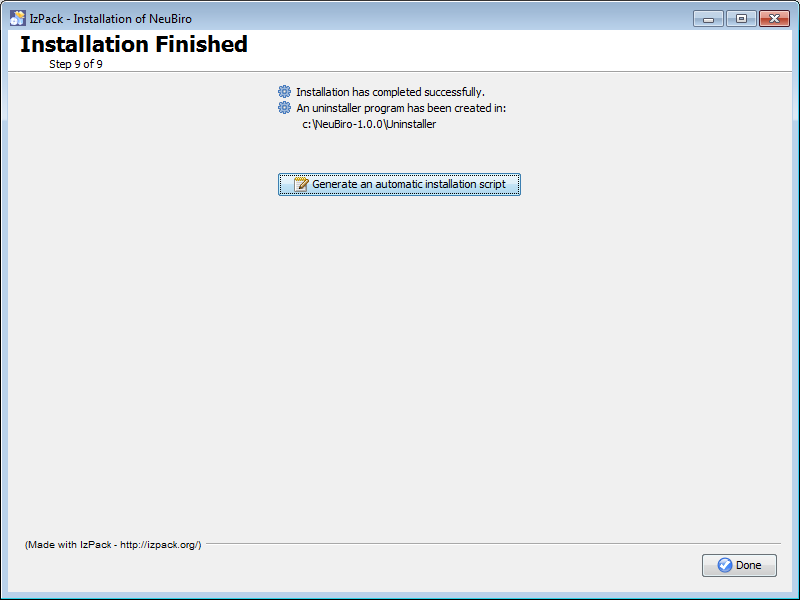 IzPack - Installation of NeuBiro
Installation Finished
Step 9 of 9
Installation has completed successfully.
An uninstaller program has been created in:
c:\NeuBiro-1.0.0\Uninstaller
Generate an automatic installation script
(Made with IzPack - http://izpack.org/)
Done